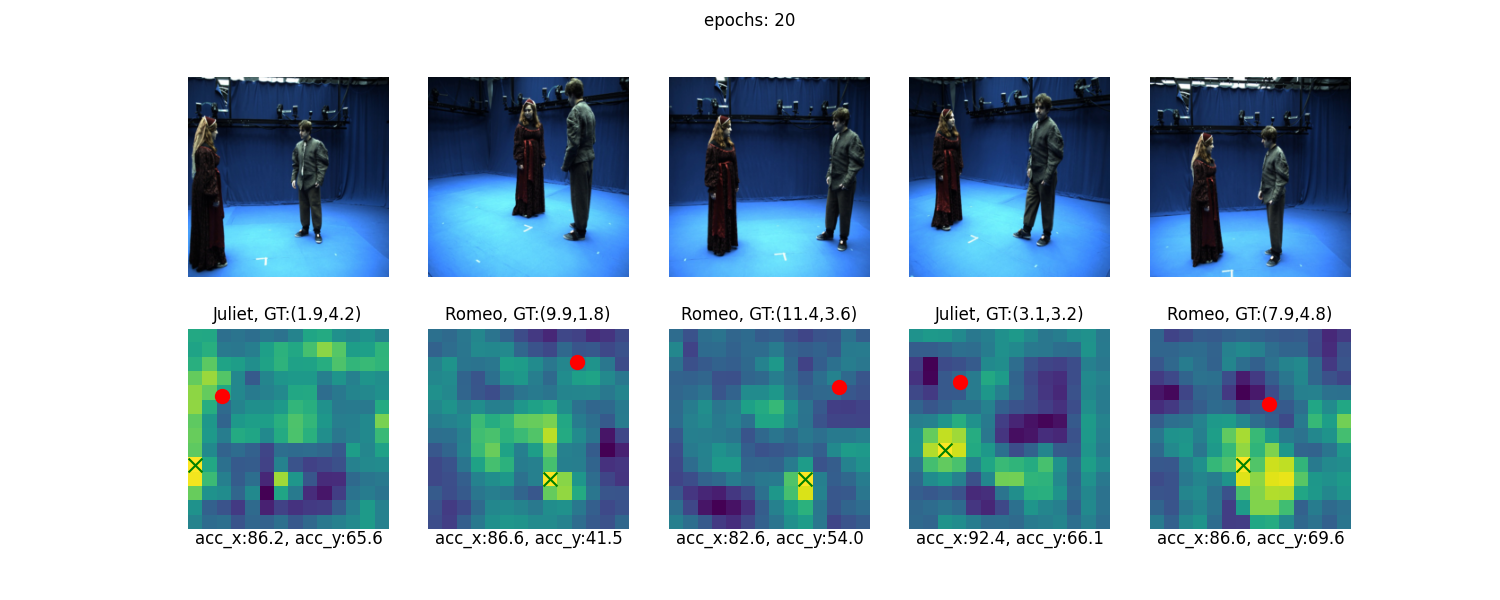 epochs: 20
Juliet, GT:(1.9,4.2)
Romeo, GT:(9.9,1.8)
Romeo, GT:(11.4,3.6)
Juliet, GT:(3.1,3.2)
Romeo, GT:(7.9,4.8)
acc_x:86.2, acc_y:65.6
acc_x:86.6, acc_y:41.5
acc_x:82.6, acc_y:54.0
acc_x:92.4, acc_y:66.1
acc_x:86.6, acc_y:69.6